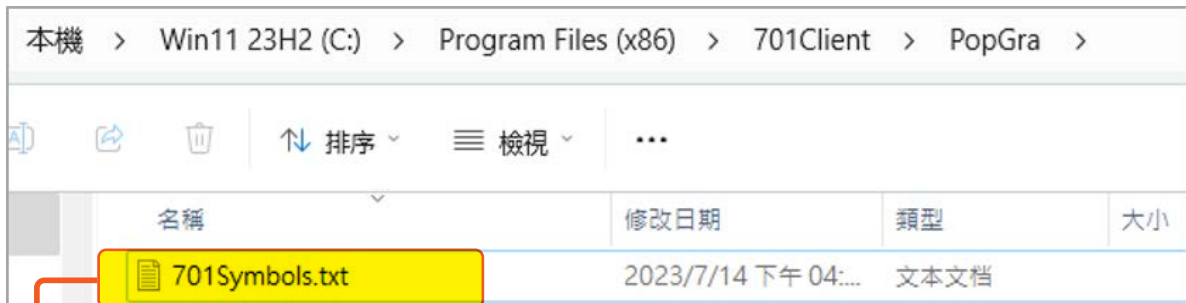 本機 > Win11 23H2 (C:) > Program Files (x86) > 701Client > PopGra >
排序 檢視 ...
名稱 修改日期 類型 大小
701Symbols.txt 2023/7/14 下午 04:... 文本文档